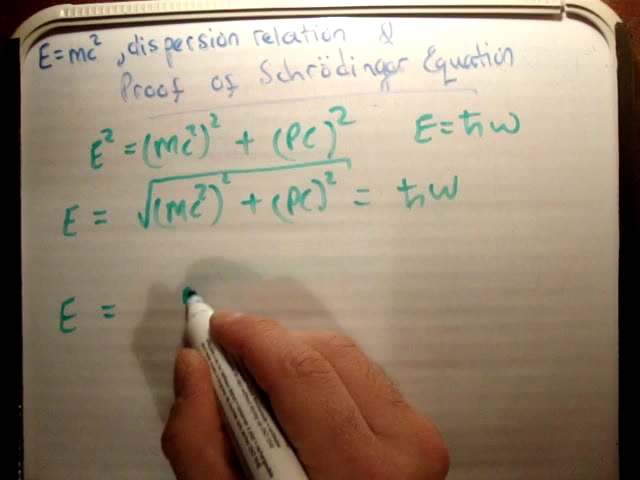 E=mc², dispersion relation &
Proof of Schrödinger Equation
E² = (mc²)² + (Pc)² E = ħω
E = √(mc²)² + (Pc)² = ħω
E =